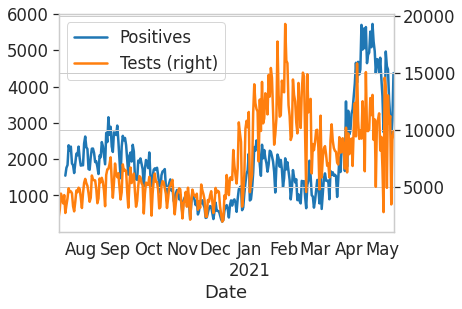 6000
5000
4000
3000
2000
1000
Positives
Tests (right)
20000
15000
10000
5000
Aug Sep Oct Nov Dec Jan Feb Mar Apr May
2021
Date